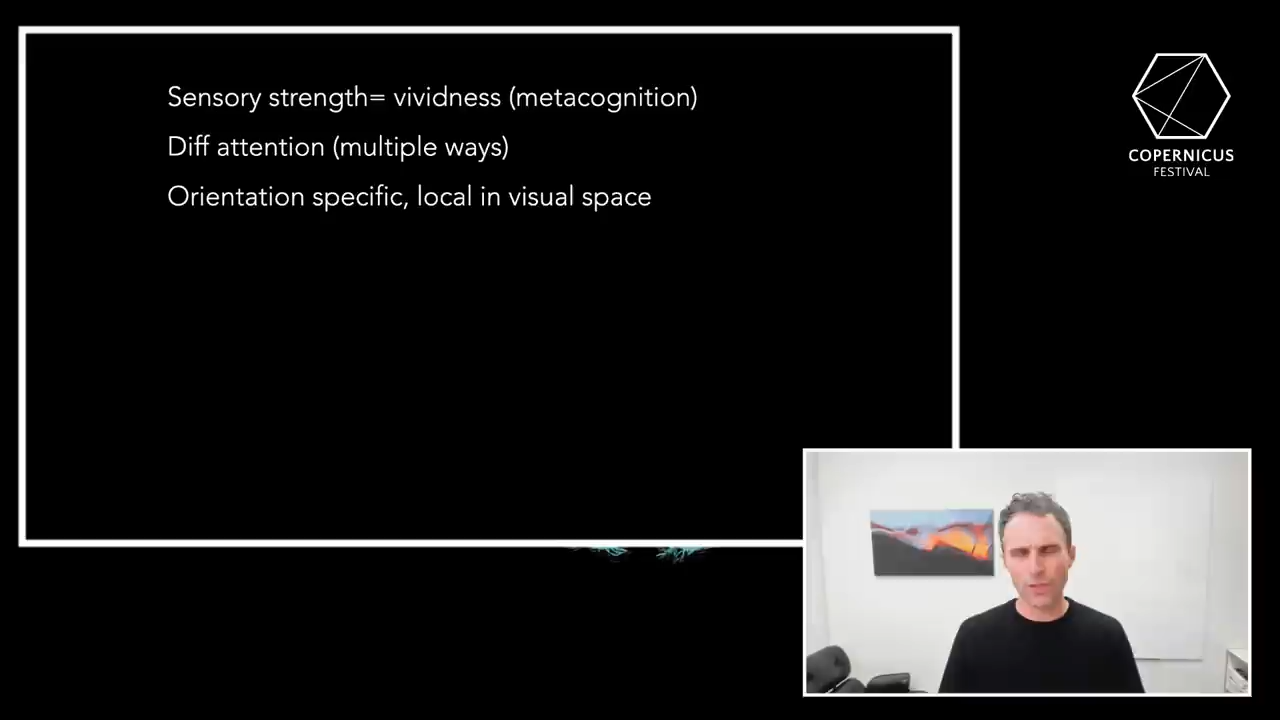 Sensory strength= vividness (metacognition)
Diff attention (multiple ways)
Orientation specific, local in visual space
COPERNICUS
FESTIVAL